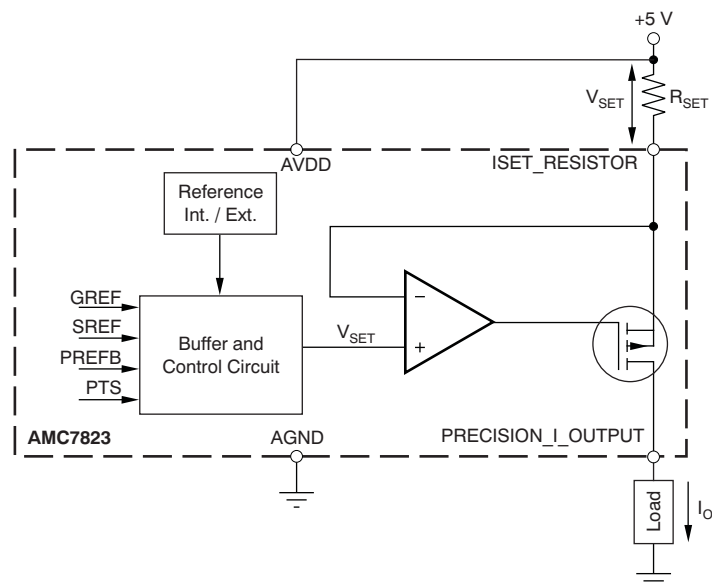 +5 V
V_SET
R_SET
AVDD
ISET_RESISTOR
Reference
Int. / Ext.
GREF
SREF
PREFB
PTS
Buffer and
Control Circuit
V_SET
−
+
AMC7823
AGND
PRECISION_I_OUTPUT
Load
I_O